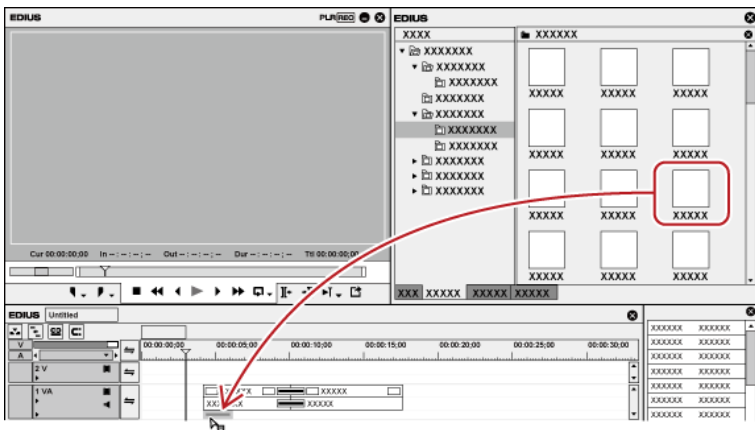 EDIUS
PLR REC
Cur 00:00:00;00 In --:--:--;-- Out --:--:--;-- Dur --:--:--;-- Ttl 00:00:00;00
EDIUS
XXXX
XXXXXX
XXXXXXX
XXXXXXX
XXXXXXX
XXXXXXX
XXXXXXX
XXXXXXX
XXXXXXX
XXXXXXX
XXXXXXX
XXXXXXX
XXXXX XXXXX XXXXX
XXXXX XXXXX XXXXX
XXXXX XXXXX XXXXX
XXXXX XXXXX XXXXX
XXX XXXXX XXXXX XXXXX
EDIUS Untitled
V
A
00:00:00;00 00:00:05;00 00:00:10;00 00:00:15;00 00:00:20;00 00:00:25;00 00:00:30;00
2 V
1 VA
XXXXX
XXXXX
XXXXXX XXXXXX
XXXXXX XXXXXX
XXXXXX XXXXXX
XXXXXX XXXXXX
XXXXXX XXXXXX
XXXXXX XXXXXX
XXXXXX XXXXXX